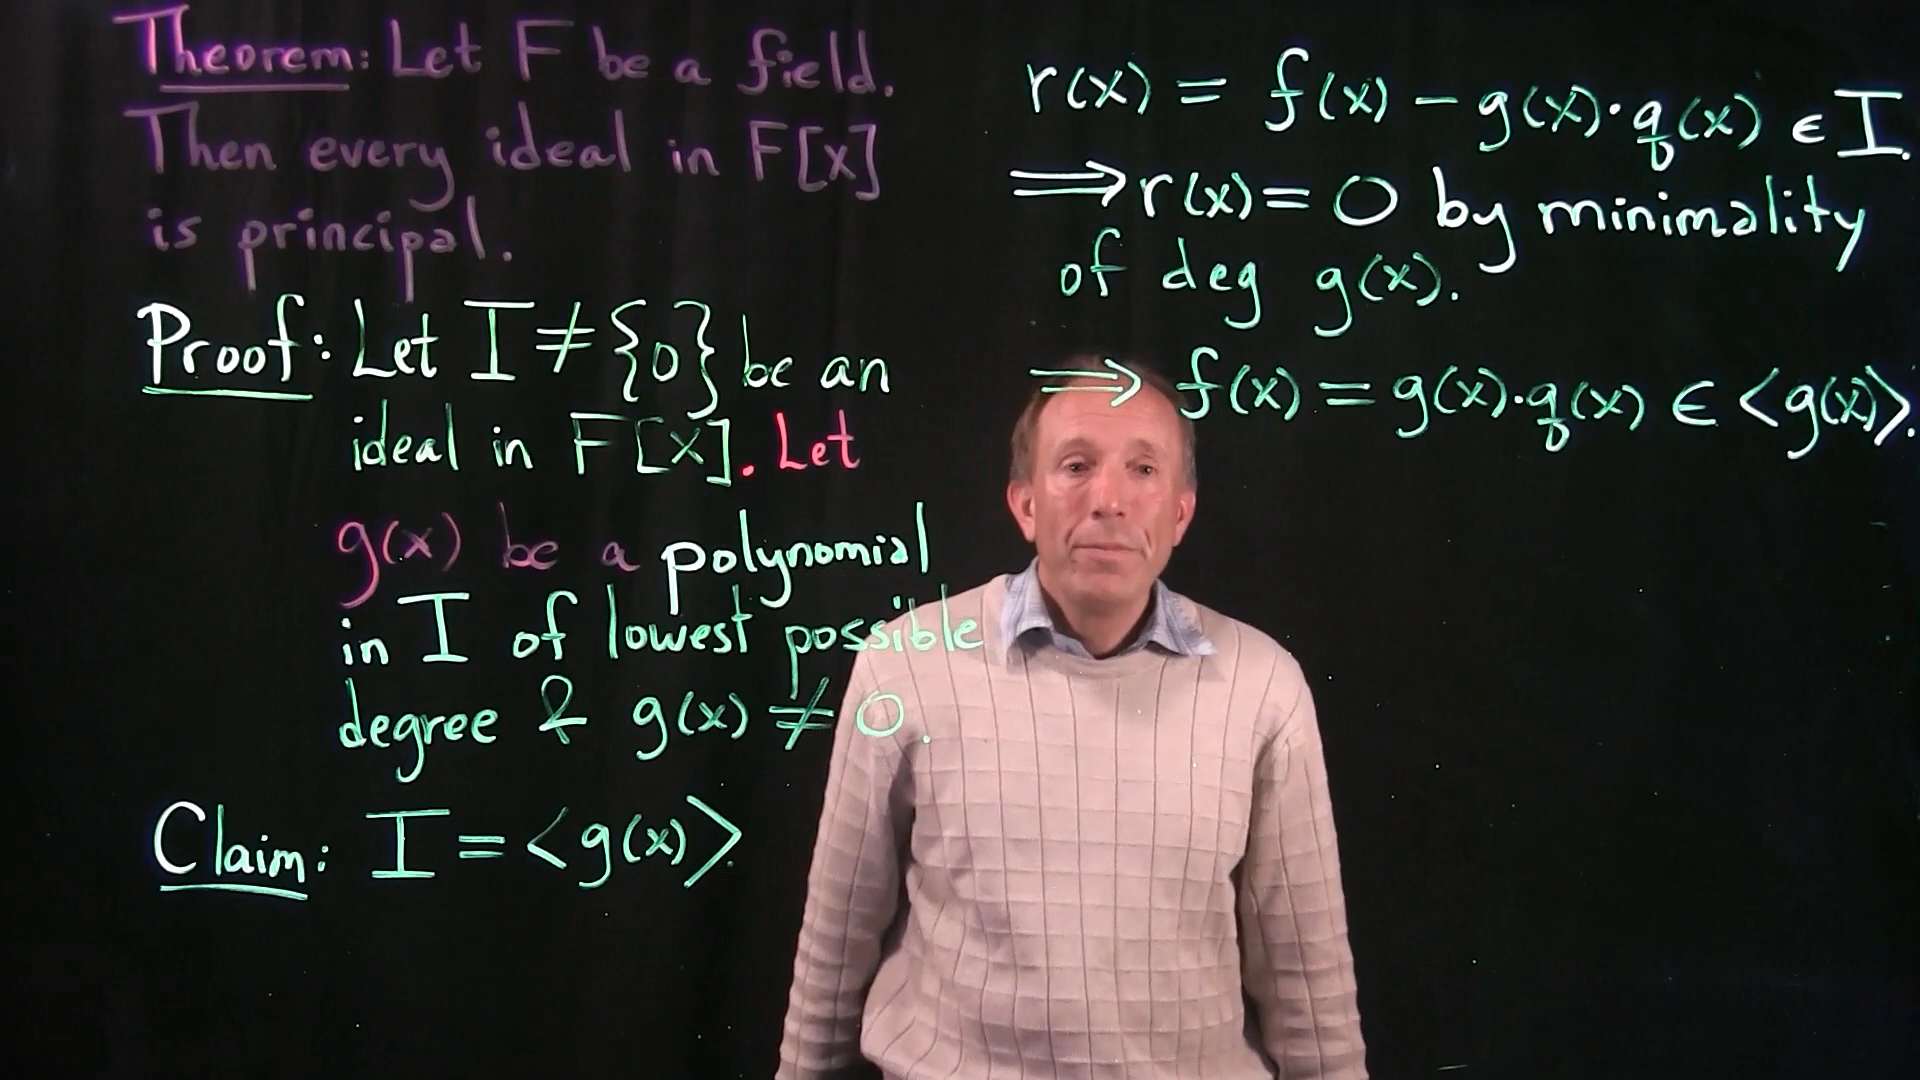 Theorem: Let F be a field.
Then every ideal in F[x]
is principal.
Proof: Let I ≠ {0} be an
ideal in F[x]. Let
g(x) be a polynomial
in I of lowest possible
degree & g(x) ≠ 0.
Claim: I = <g(x)>.
r(x) = f(x) - g(x)·q(x) ∈ I.
⟹ r(x) = 0 by minimality
of deg g(x).
⟹ f(x) = g(x)·q(x) ∈ <g(x)>.